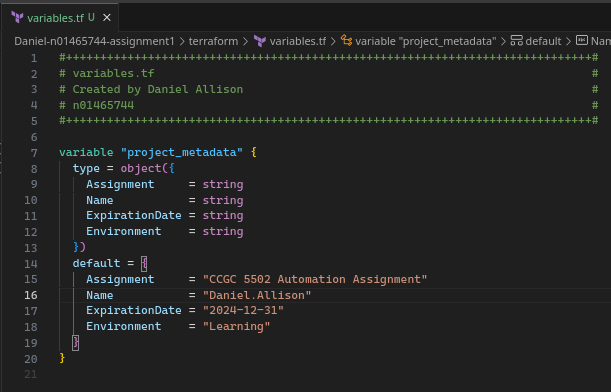 variables.tf U ×
Daniel-n01465744-assignment1 > terraform > variables.tf > variable "project_metadata" > default > Nam
1 #++++++++++++++++++++++++++++++++++++++++++++++++++++++++++++++++++++++++++++#
2 # variables.tf #
3 # Created by Daniel Allison #
4 # n01465744 #
5 #++++++++++++++++++++++++++++++++++++++++++++++++++++++++++++++++++++++++++++#
6
7 variable "project_metadata" {
8 type = object({
9 Assignment = string
10 Name = string
11 ExpirationDate = string
12 Environment = string
13 })
14 default = {
15 Assignment = "CCGC 5502 Automation Assignment"
16 Name = "Daniel.Allison"
17 ExpirationDate = "2024-12-31"
18 Environment = "Learning"
19 }
20 }
21